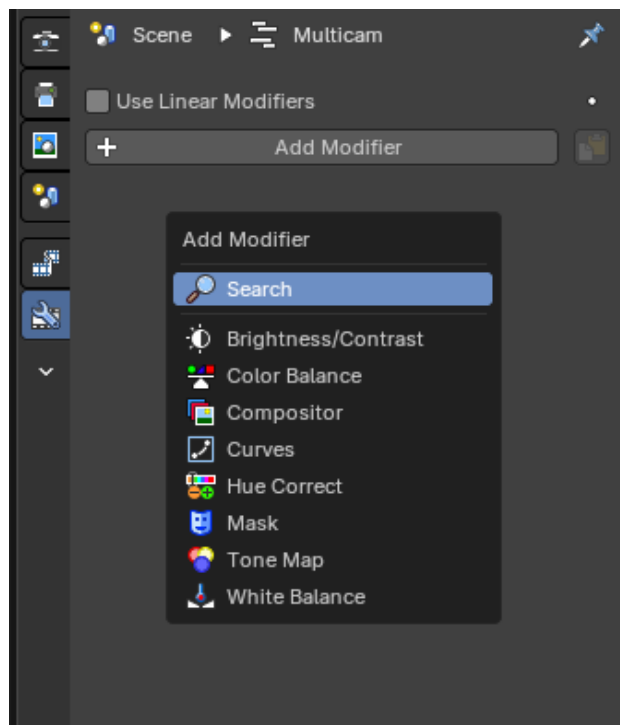 Scene Multicam
Use Linear Modifiers
Add Modifier
Add Modifier
Search
Brightness/Contrast
Color Balance
Compositor
Curves
Hue Correct
Mask
Tone Map
White Balance